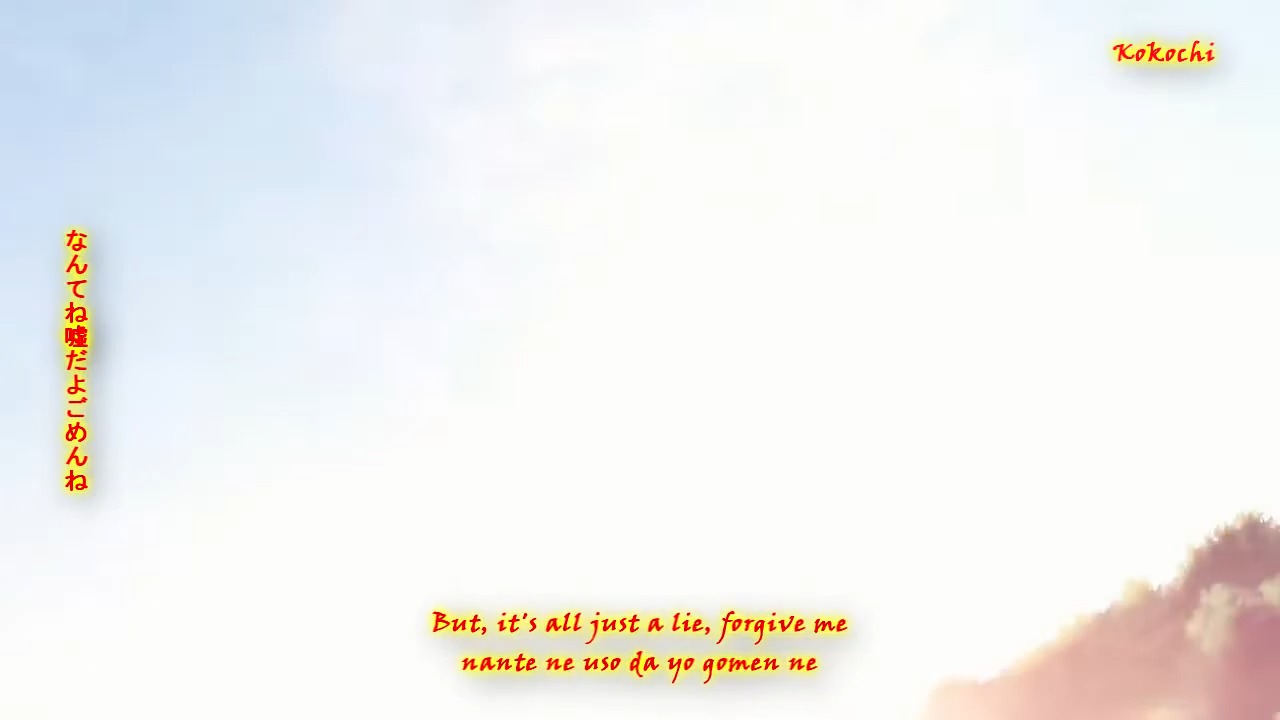 Kokochi
なんてね嘘だよごめんね
But, it's all just a lie, forgive me
nante ne uso da yo gomen ne